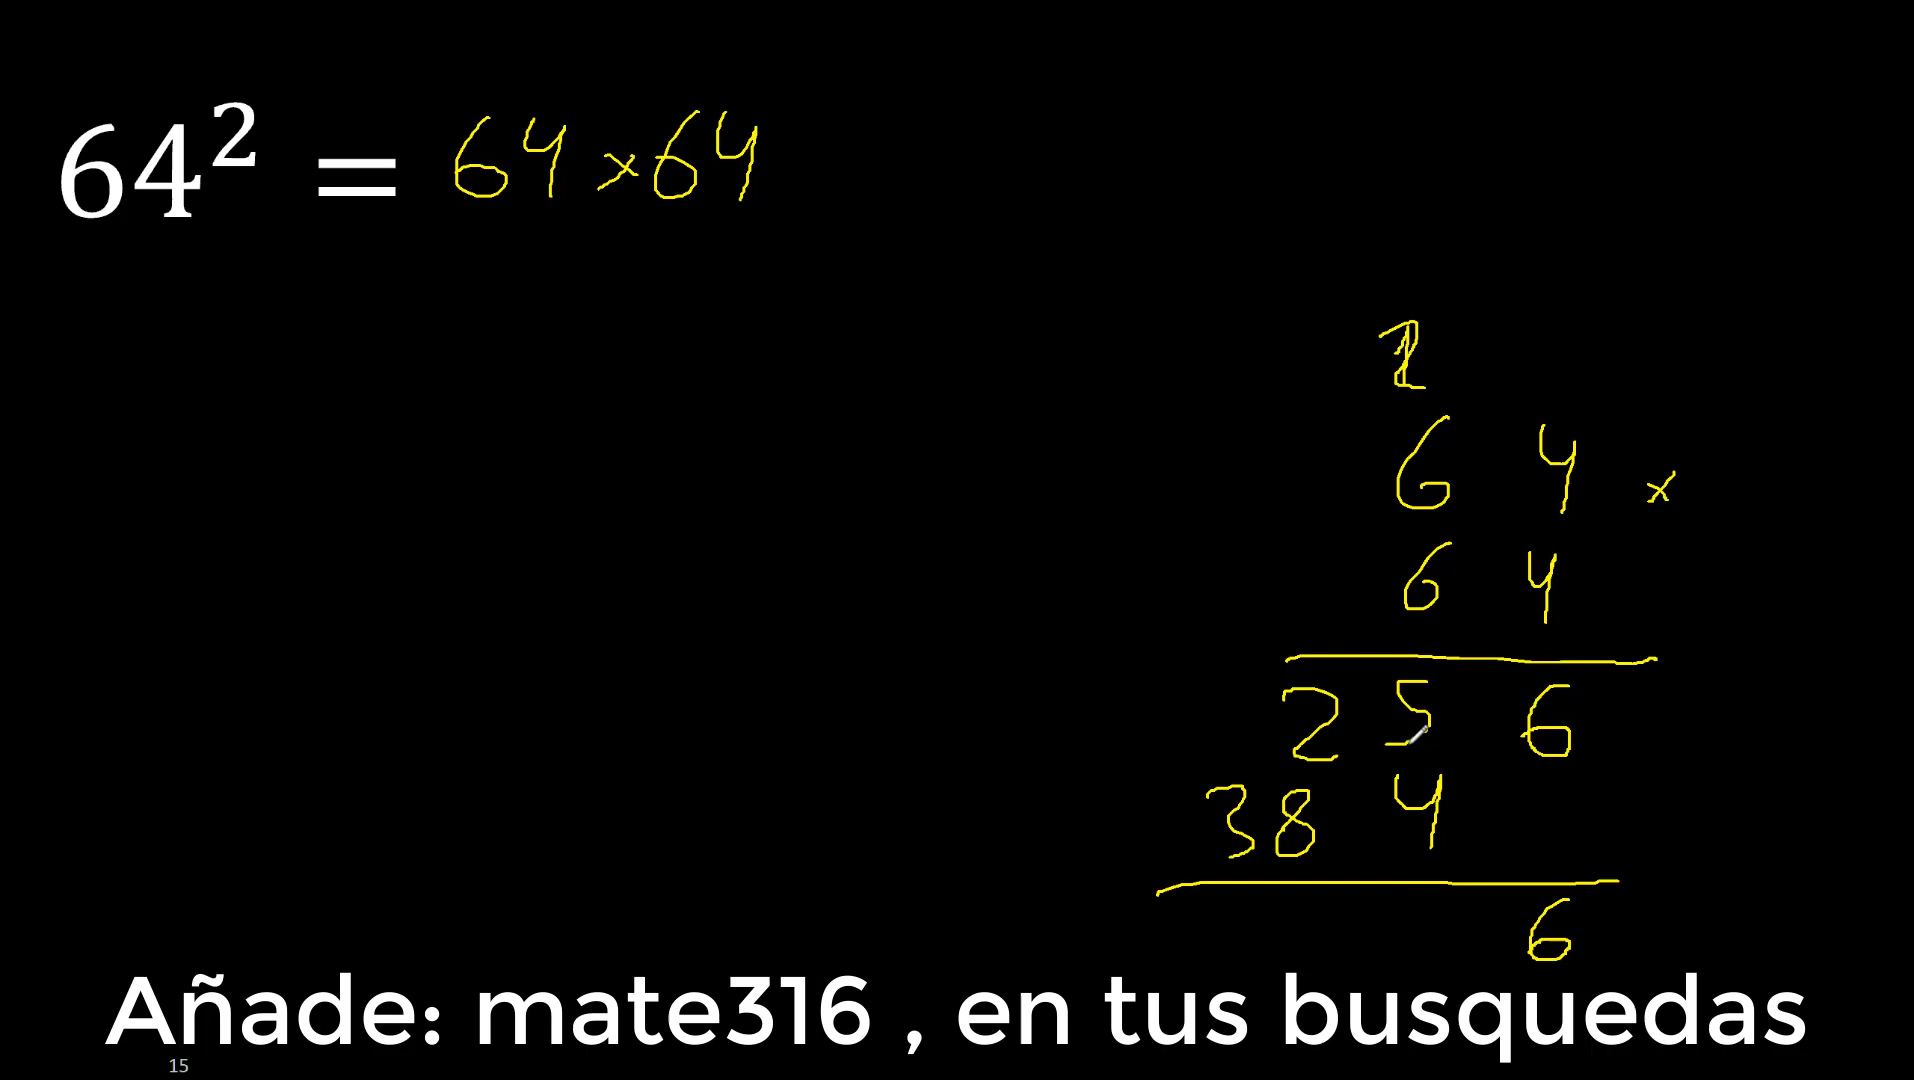 64² = 64 x 64
2
6 4 x
6 4
2 5 6
3 8 4
6
Añade: mate316 , en tus busquedas
15